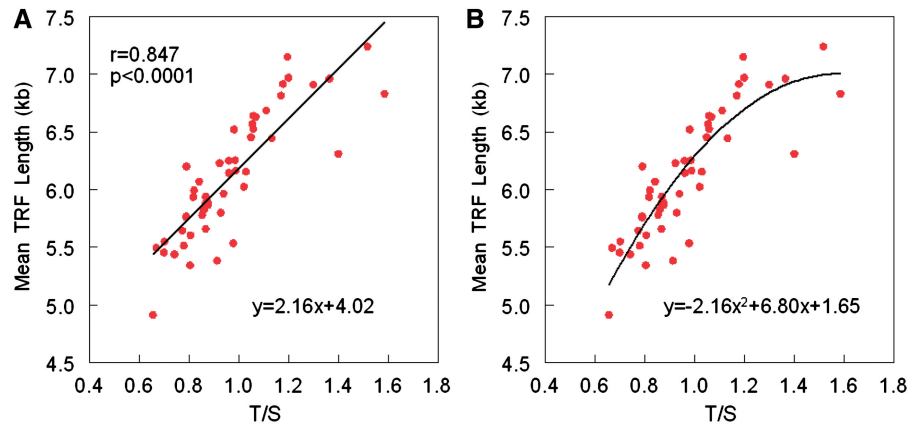 A
B
7.5
7.0
6.5
6.0
5.5
5.0
4.5
Mean TRF Length (kb)
r=0.847
p<0.0001
y=2.16x+4.02
0.4 0.6 0.8 1.0 1.2 1.4 1.6 1.8
T/S
7.5
7.0
6.5
6.0
5.5
5.0
4.5
Mean TRF Length (kb)
y=-2.16x²+6.80x+1.65
0.4 0.6 0.8 1.0 1.2 1.4 1.6 1.8
T/S